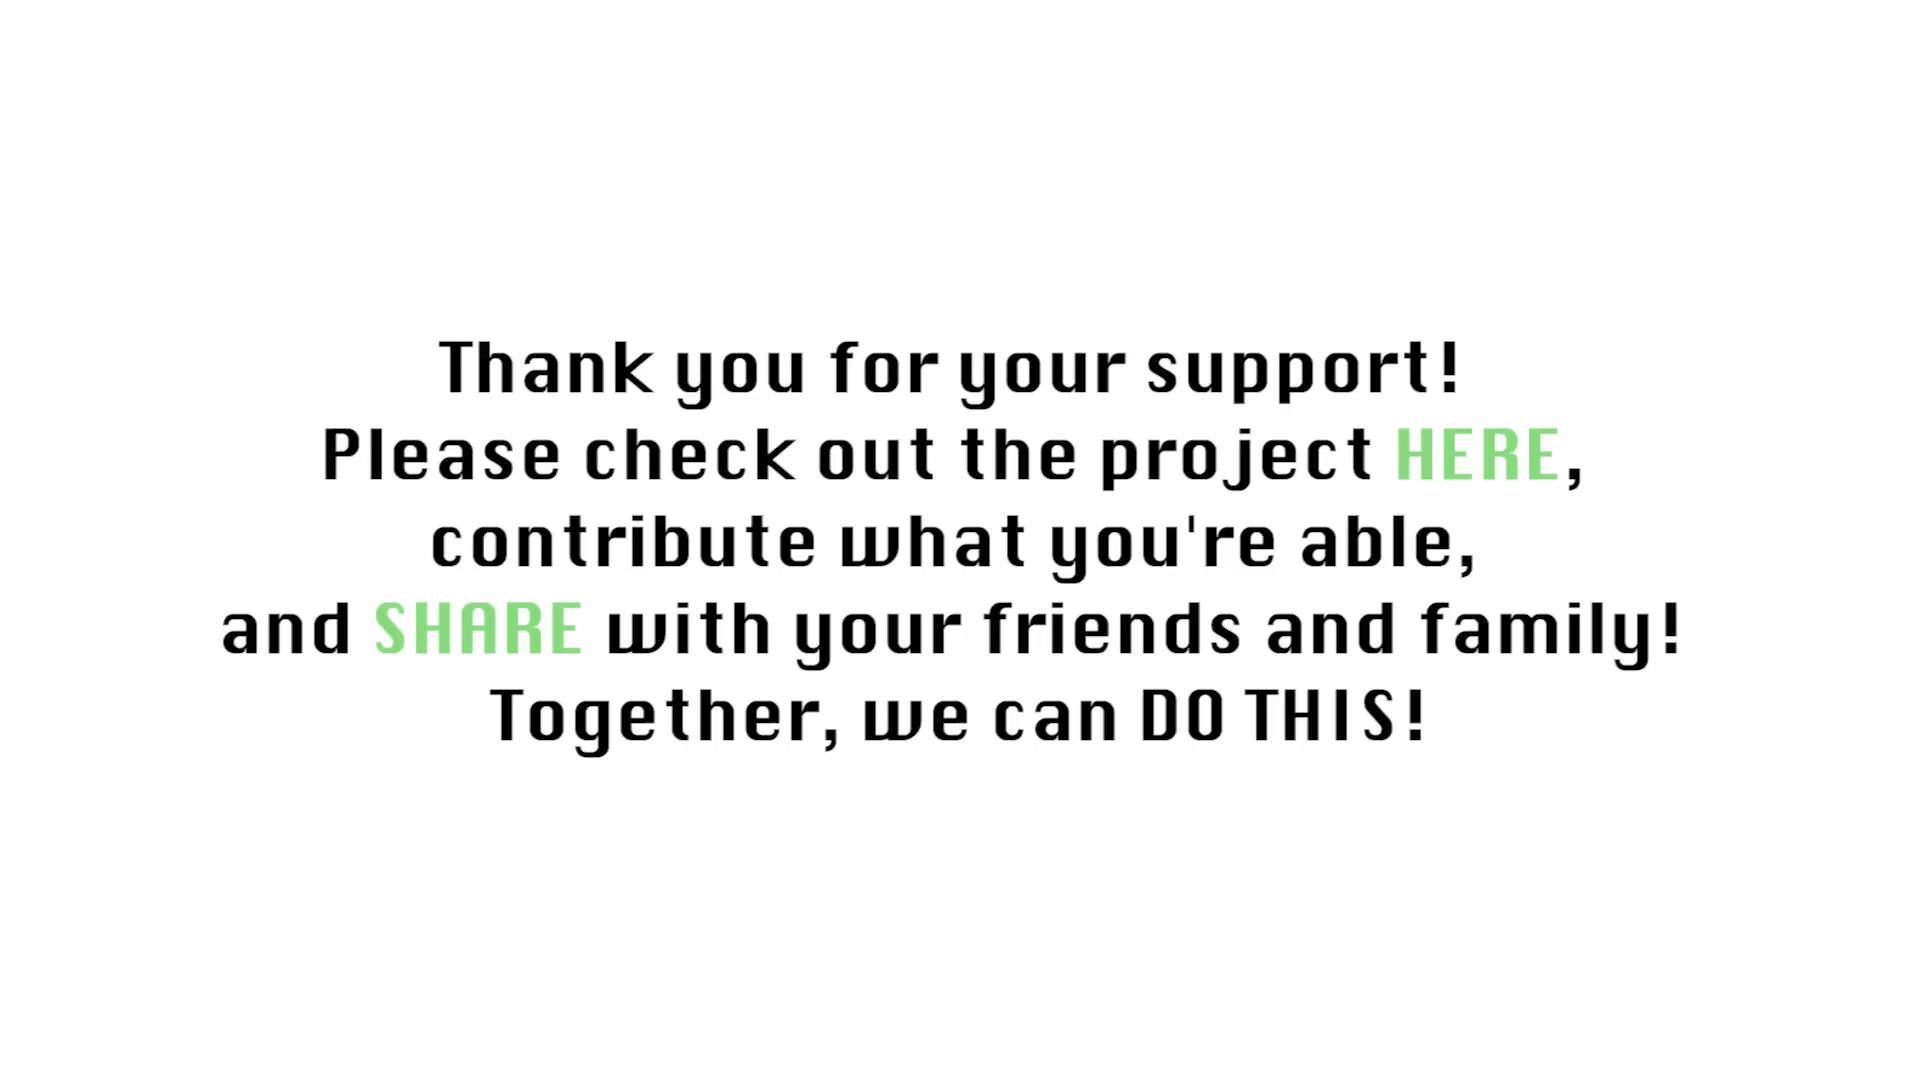 Thank you for your support!
Please check out the project HERE,
contribute what you're able,
and SHARE with your friends and family!
Together, we can DO THIS!